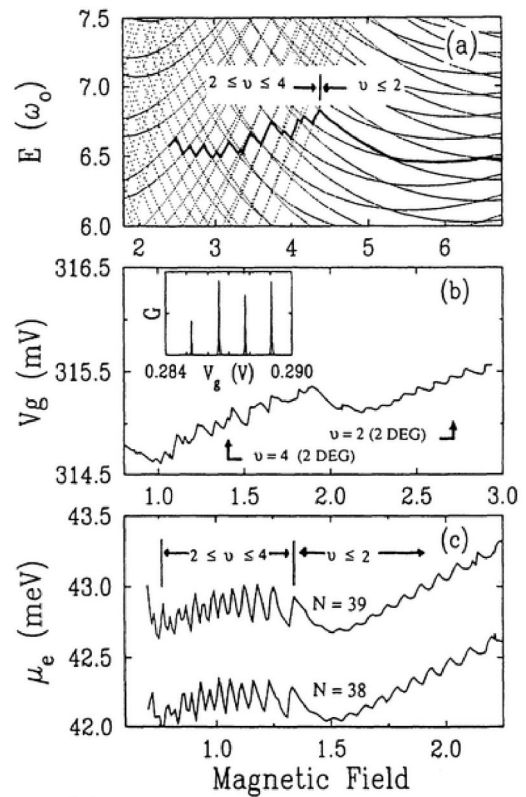 7.5
(a)
2 ≤ υ ≤ 4
υ ≤ 2
7.0
E (ωₒ)
6.5
6.0
2 3 4 5 6
316.5
(b)
G
0.284 V_g (V) 0.290
Vg (mV)
315.5
υ = 2 (2 DEG)
υ = 4 (2 DEG)
314.5
1.0 1.5 2.0 2.5 3.0
43.5
(c)
2 ≤ υ ≤ 4
υ ≤ 2
43.0
N = 39
μ_e (meV)
42.5
N = 38
42.0
1.0 1.5 2.0
Magnetic Field